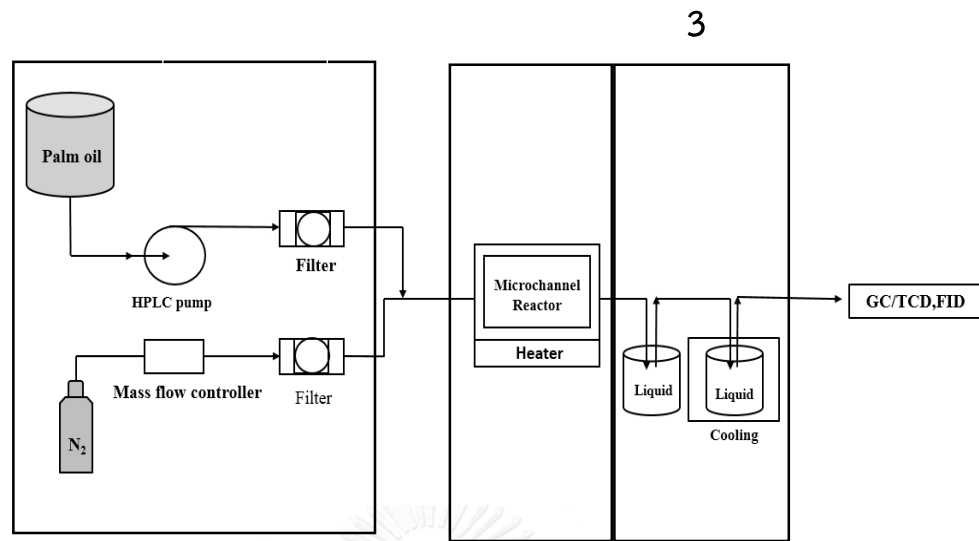 3
Palm oil
Filter
HPLC pump
Mass flow controller
Filter
N₂
Microchannel
Reactor
Heater
Liquid
Liquid
Cooling
GC/TCD,FID